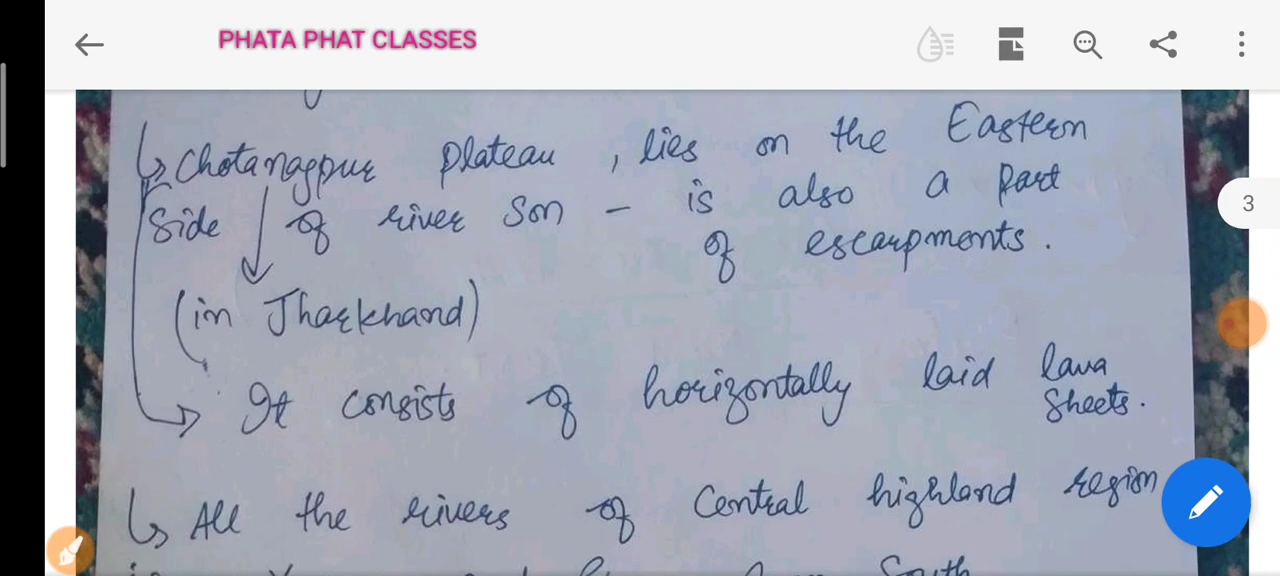 PHATA PHAT CLASSES
3
↳ Chotanagpur plateau, lies on the Eastern
side of river Son - is also a part
of escarpments.
(in Jharkhand)
→ It consists of horizontally laid lava
sheets.
↳ All the rivers of Central highland region
South